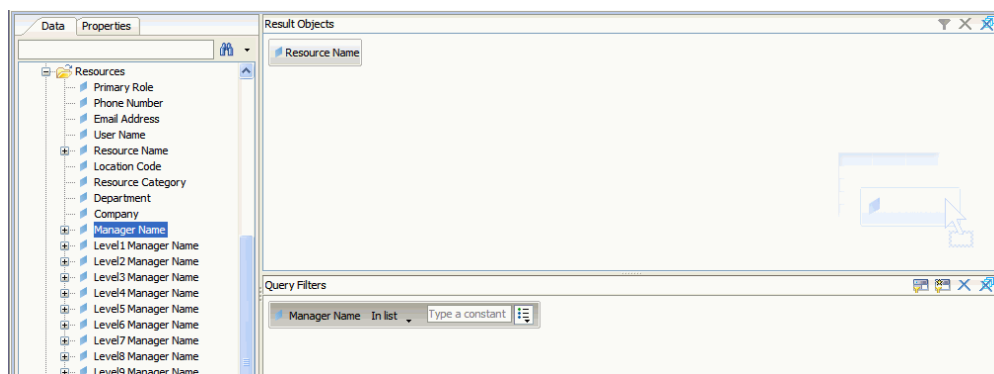 Data Properties
Resources
Primary Role
Phone Number
Email Address
User Name
Resource Name
Location Code
Resource Category
Department
Company
Manager Name
Level1 Manager Name
Level2 Manager Name
Level3 Manager Name
Level4 Manager Name
Level5 Manager Name
Level6 Manager Name
Level7 Manager Name
Level8 Manager Name
Level9 Manager Name
Result Objects
Resource Name
Query Filters
Manager Name In list Type a constant